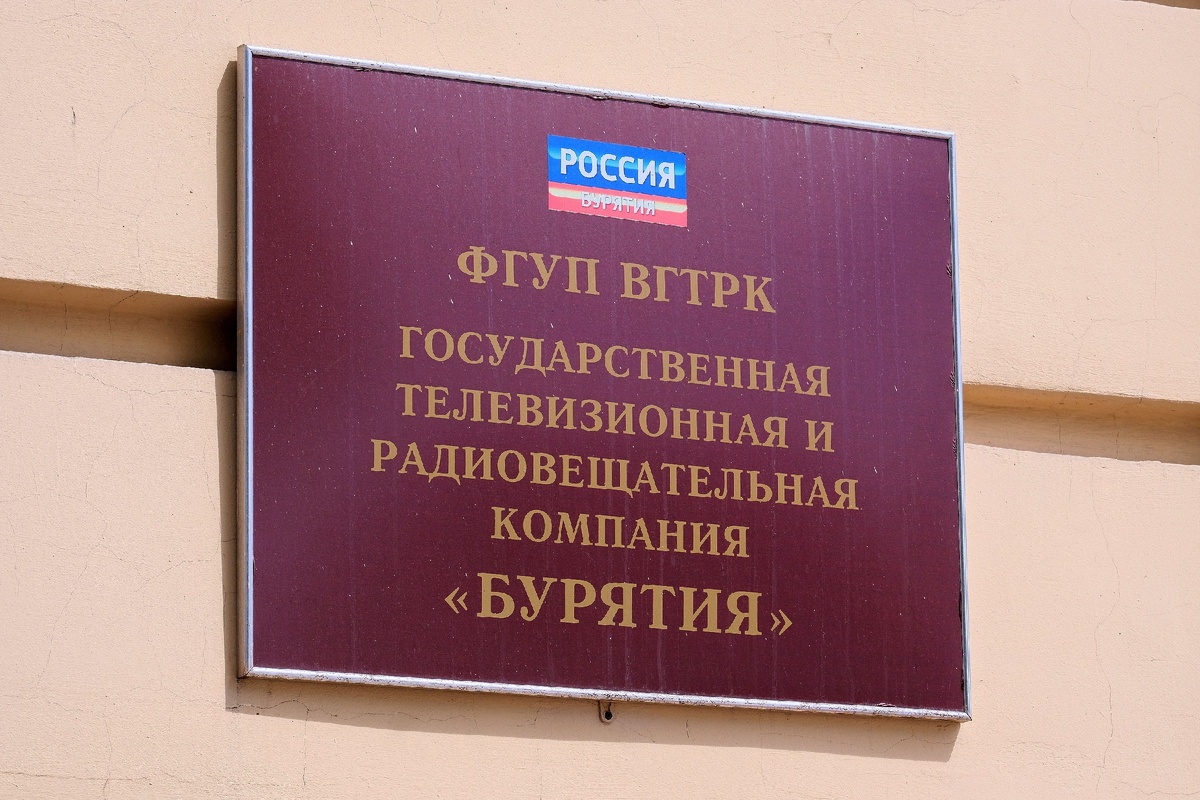 РОССИЯ
БУРЯТИЯ
ФГУП ВГТРК
ГОСУДАРСТВЕННАЯ
ТЕЛЕВИЗИОННАЯ И
РАДИОВЕЩАТЕЛЬНАЯ
КОМПАНИЯ
«БУРЯТИЯ»